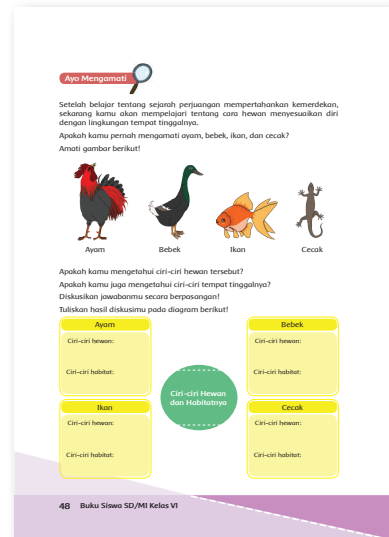 Ayo Mengamati
Setelah belajar tentang sejarah perjuangan mempertahankan kemerdekan,
sekarang kamu akan mempelajari tentang cara hewan menyesuaikan diri
dengan lingkungan tempat tinggalnya.
Apakah kamu pernah mengamati ayam, bebek, ikan, dan cecak?
Amati gambar berikut!
Ayam Bebek Ikan Cecak
Apakah kamu mengetahui ciri-ciri hewan tersebut?
Apakah kamu juga mengetahui ciri-ciri tempat tinggalnya?
Diskusikan jawabanmu secara berpasangan!
Tuliskan hasil diskusimu pada diagram berikut!
Ayam
Ciri-ciri hewan:
Ciri-ciri habitat:
Bebek
Ciri-ciri hewan:
Ciri-ciri habitat:
Ciri-ciri Hewan
dan Habitatnya
Ikan
Ciri-ciri hewan:
Ciri-ciri habitat:
Cecak
Ciri-ciri hewan:
Ciri-ciri habitat:
48 Buku Siswa SD/MI Kelas VI